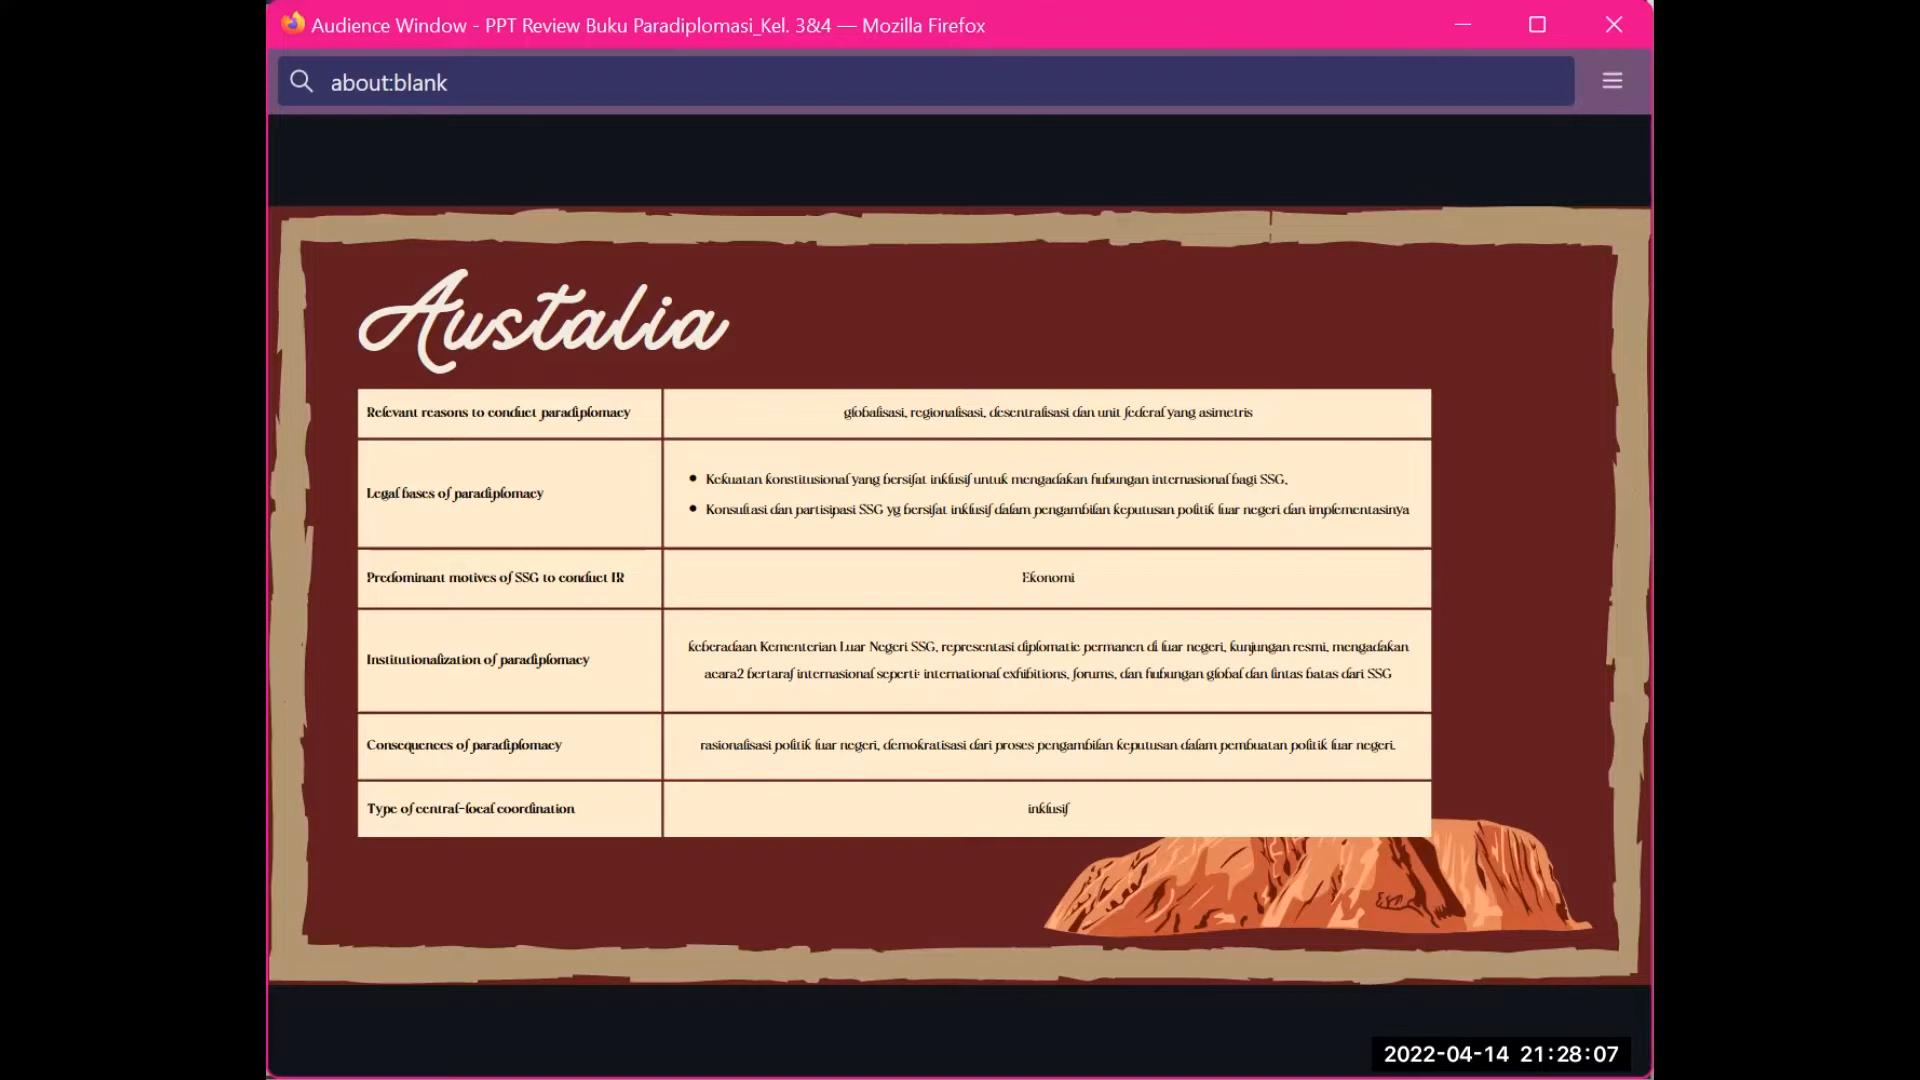 Audience Window - PPT Review Buku Paradiplomasi_Kel. 3&4 — Mozilla Firefox
about:blank
Austalia
Relevant reasons to conduct paradiplomacy
globalisasi, regionalisasi, desentralisasi dan unit federal yang asimetris
Legal bases of paradiplomacy
• Kekuatan konstitusional yang bersifat inklusif untuk mengadakan hubungan internasional bagi SSG,
• Konsultasi dan partisipasi SSG yg bersifat inklusif dalam pengambilan keputusan politik luar negeri dan implementasinya
Predominant motives of SSG to conduct IR
Ekonomi
Institutionalization of paradiplomacy
keberadaan Kementerian Luar Negeri SSG, representasi diplomatic permanen di luar negeri, kunjungan resmi, mengadakan
acara2 bertaraf internasional seperti: international exhibitions, forums, dan hubungan global dan lintas batas dari SSG
Consequences of paradiplomacy
rasionalisasi politik luar negeri, demokratisasi dari proses pengambilan keputusan dalam pembuatan politik luar negeri.
Type of central-local coordination
inklusif
2022-04-14 21:28:07